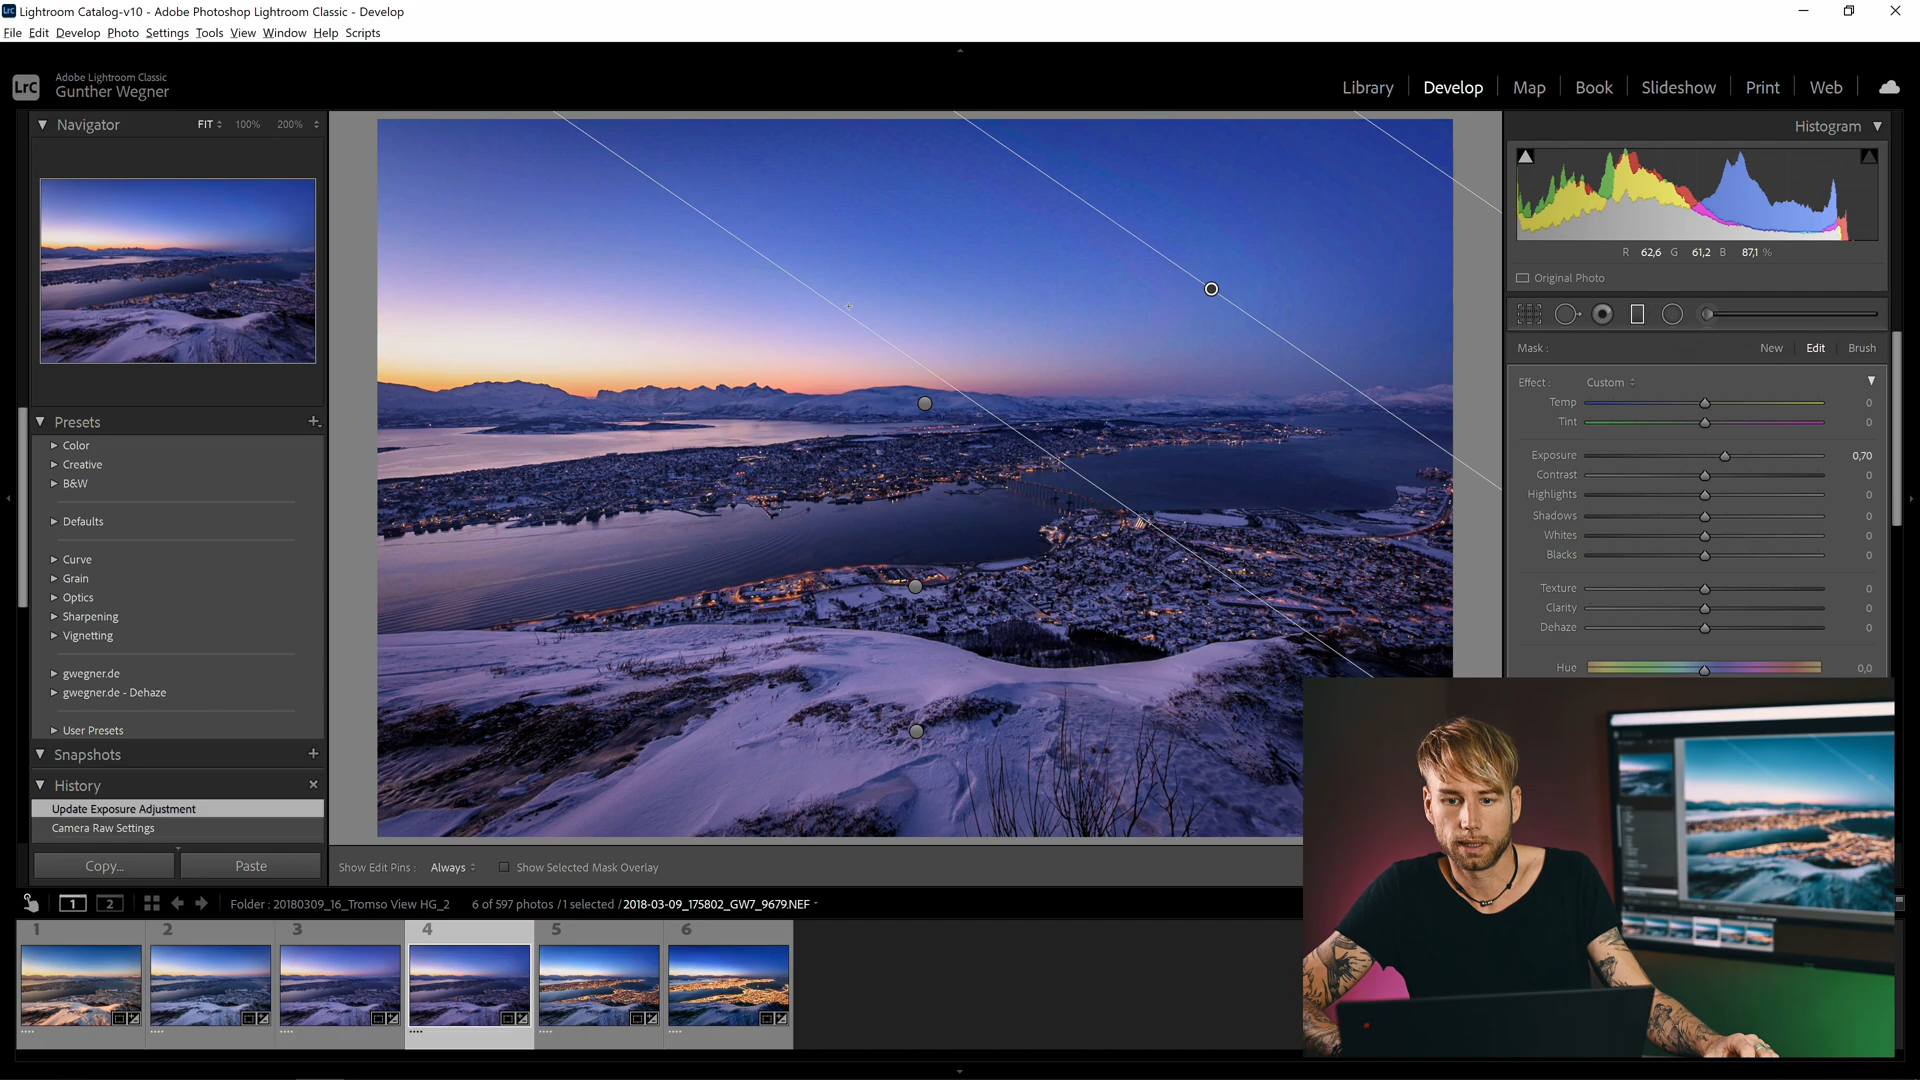 Lrc Lightroom Catalog-v10 - Adobe Photoshop Lightroom Classic - Develop
File Edit Develop Photo Settings Tools View Window Help Scripts
LrC
Adobe Lightroom Classic
Gunther Wegner
Library Develop Map Book Slideshow Print Web
Navigator FIT 100% 200%
Presets
Color
Creative
B&W
Defaults
Curve
Grain
Optics
Sharpening
Vignetting
gwegner.de
gwegner.de - Dehaze
User Presets
Snapshots
History
Update Exposure Adjustment
Camera Raw Settings
Copy... Paste
Show Edit Pins : Always Show Selected Mask Overlay
Histogram
R 62,6 G 61,2 B 87,1 %
Original Photo
Mask : New Edit Brush
Effect : Custom
Temp 0
Tint 0
Exposure 0,70
Contrast 0
Highlights 0
Shadows 0
Whites 0
Blacks 0
Texture 0
Clarity 0
Dehaze 0
Hue 0,0
1 2 Folder : 20180309_16_Tromso View HG_2 6 of 597 photos / 1 selected / 2018-03-09_175802_GW7_9679.NEF
1 2 3 4 5 6